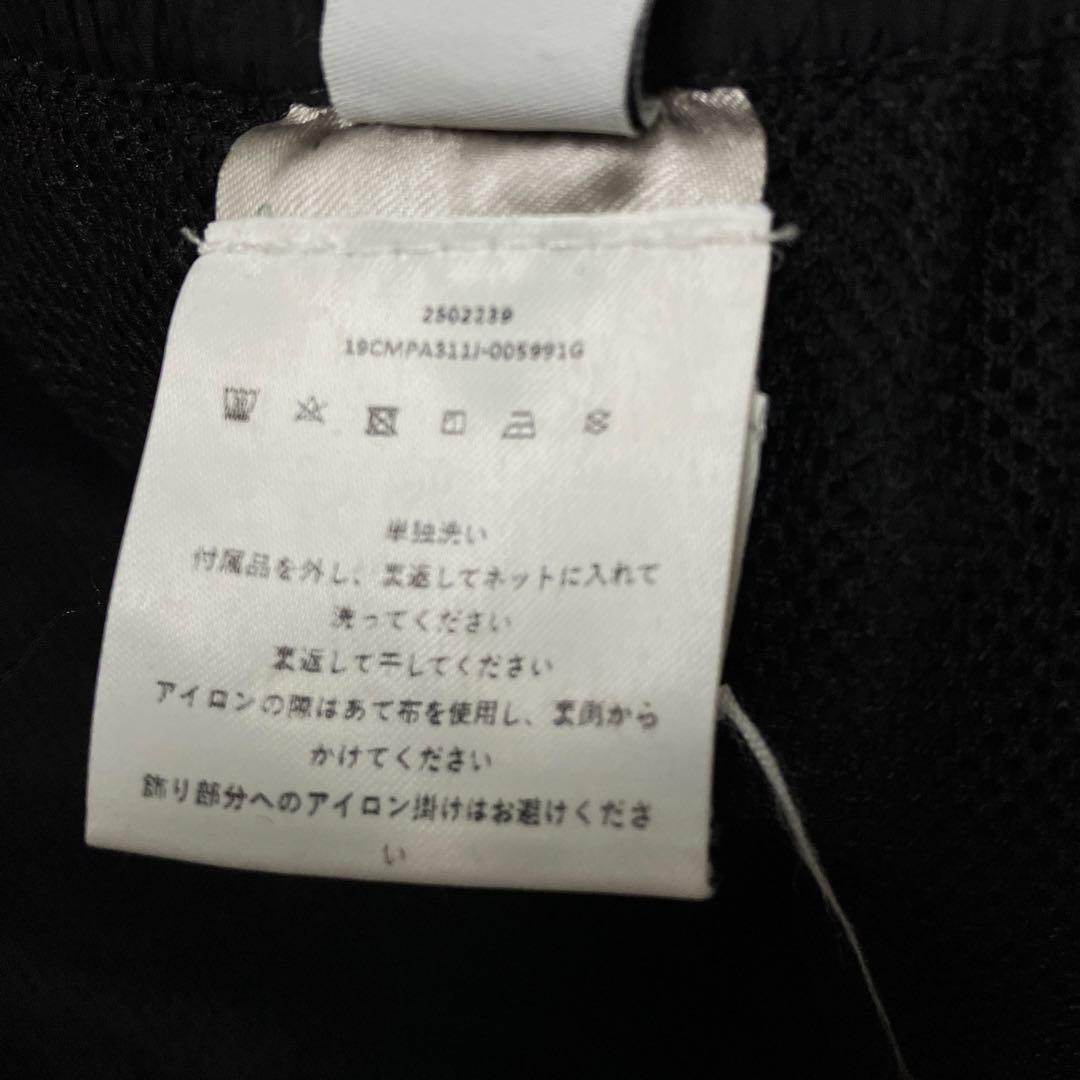 2502239
19CMPA311J-005991G
単独洗い
付属品を外し、裏返してネットに入れて
洗ってください
裏返して干してください
アイロンの際はあて布を使用し、裏側から
かけてください
飾り部分へのアイロン掛けはお避けくださ
い